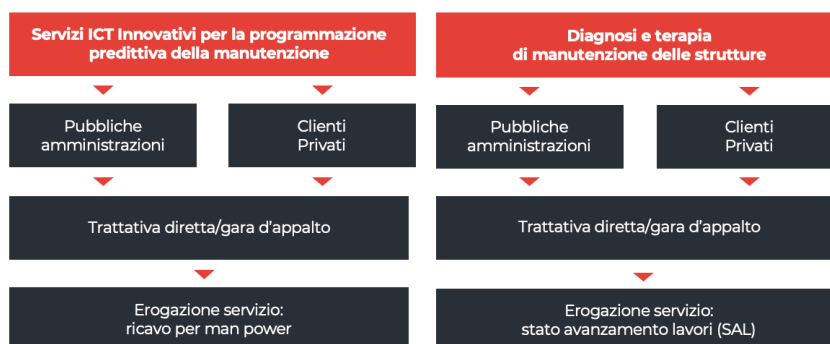 Servizi ICT Innovativi per la programmazione
predittiva della manutenzione
Pubbliche
amministrazioni
Clienti
Privati
Trattativa diretta/gara d'appalto
Erogazione servizio:
ricavo per man power
Diagnosi e terapia
di manutenzione delle strutture
Pubbliche
amministrazioni
Clienti
Privati
Trattativa diretta/gara d'appalto
Erogazione servizio:
stato avanzamento lavori (SAL)